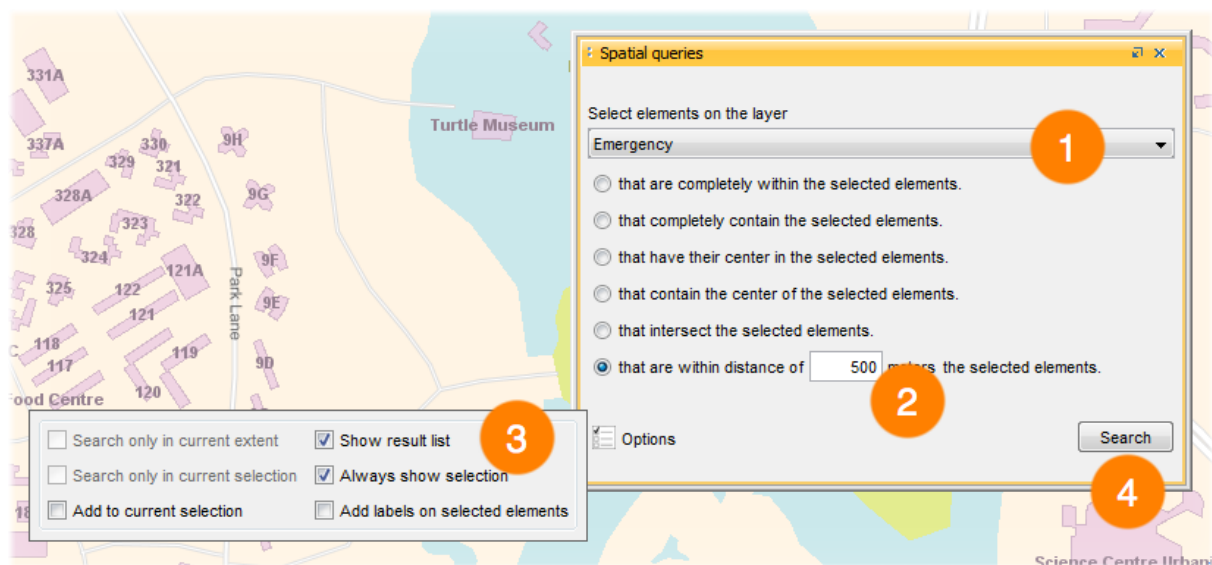 331A
337A
330
9H
329
321
Turtle Museum
328A
322
9G
328
323
324
121A
9F
325
122
Park Lane
9E
121
118
119
9D
117
120
ood Centre
Spatial queries
Select elements on the layer
Emergency
1
that are completely within the selected elements.
that completely contain the selected elements.
that have their center in the selected elements.
that contain the center of the selected elements.
that intersect the selected elements.
that are within distance of 500 meters the selected elements.
2
Options
Search
4
Search only in current extent
Show result list
3
Search only in current selection
Always show selection
Add to current selection
Add labels on selected elements
18
Science Centre Urbani